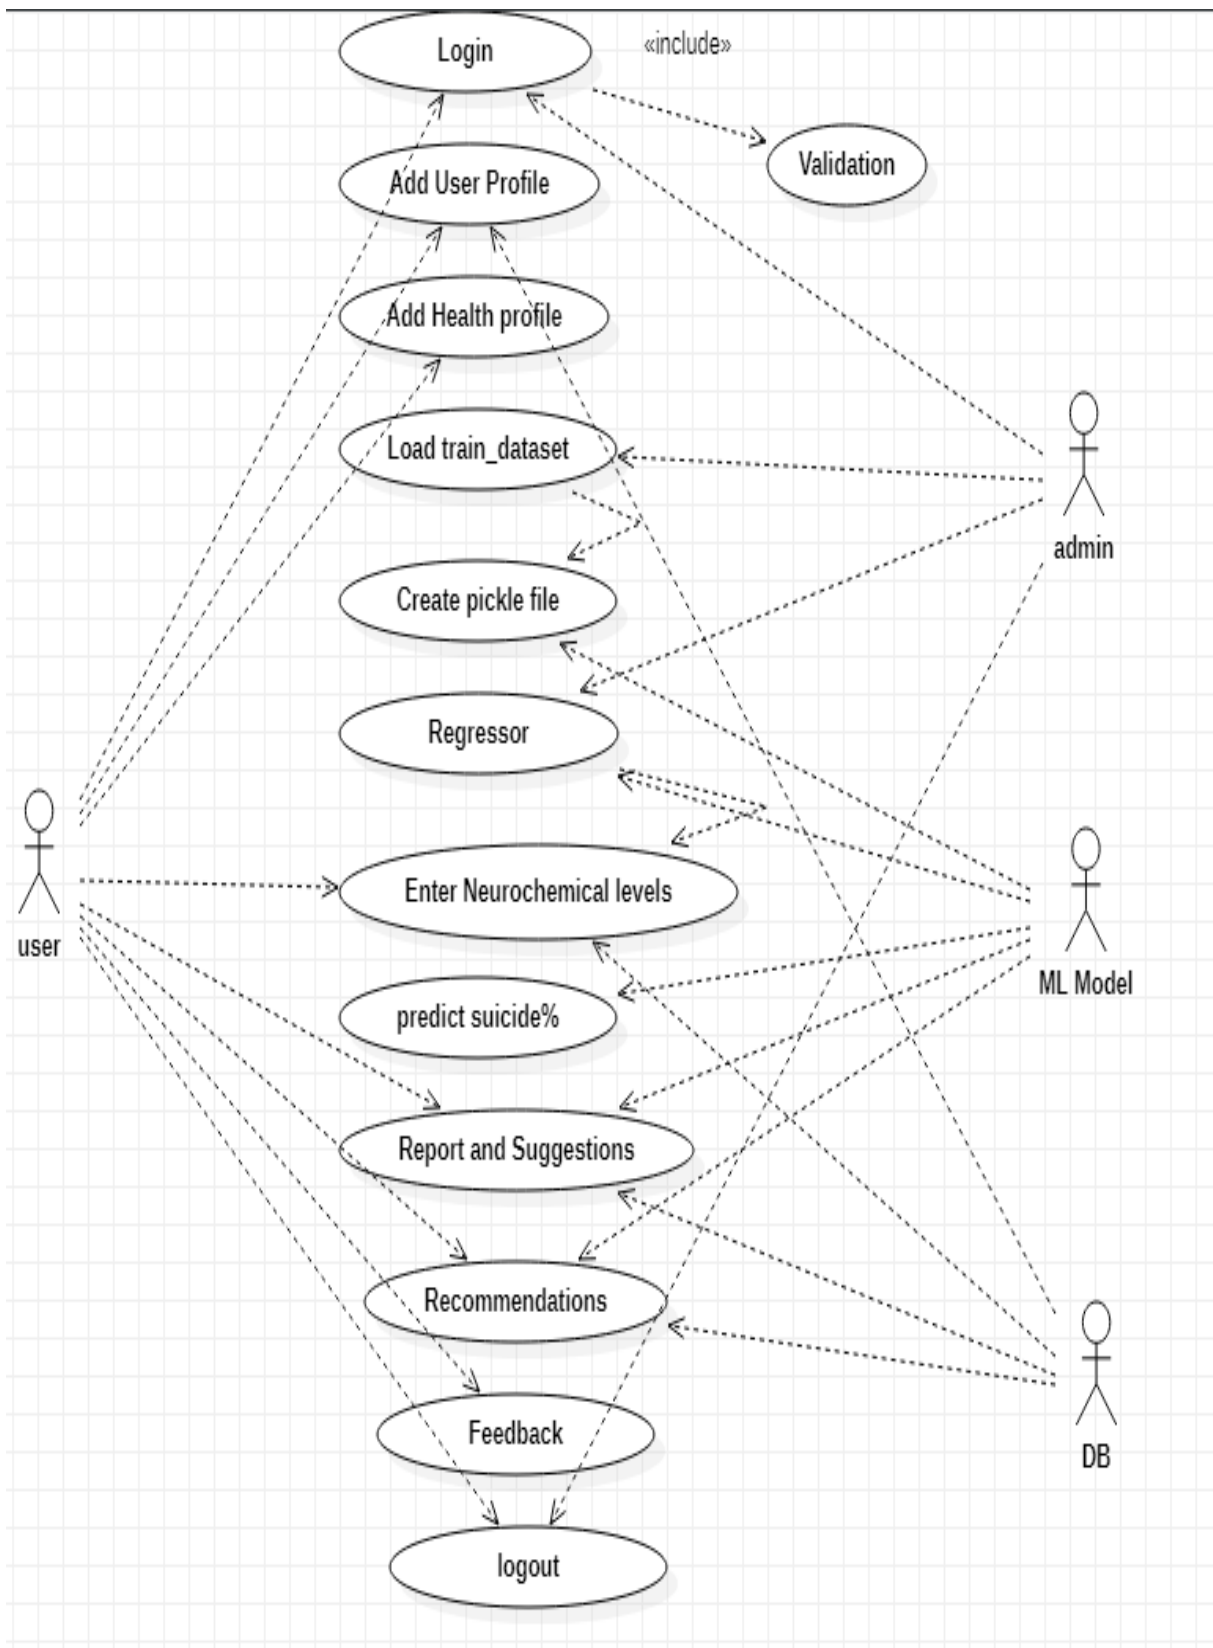 Login
«include»
Validation
Add User Profile
Add Health profile
Load train_dataset
admin
Create pickle file
Regressor
Enter Neurochemical levels
user
ML Model
predict suicide%
Report and Suggestions
Recommendations
Feedback
DB
logout